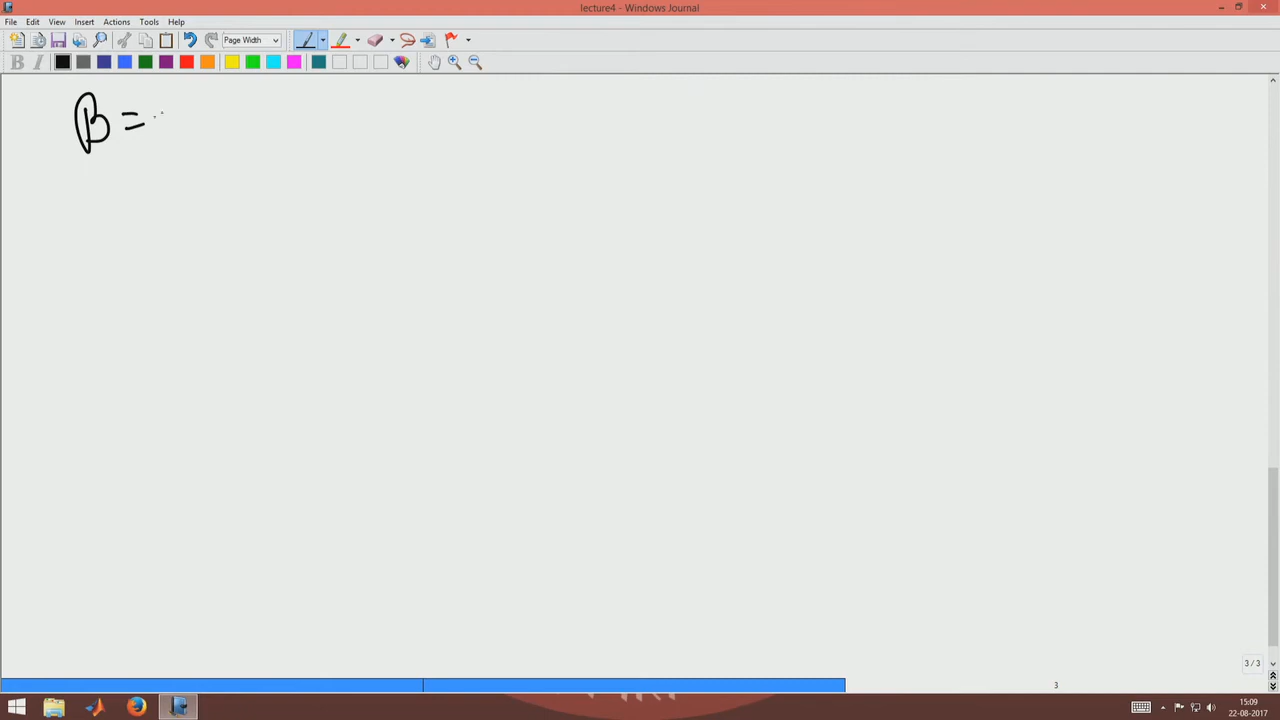 lecture4 - Windows Journal
File Edit View Insert Actions Tools Help
Page Width
B I
B =
3 / 3
3
15:09
22-08-2017